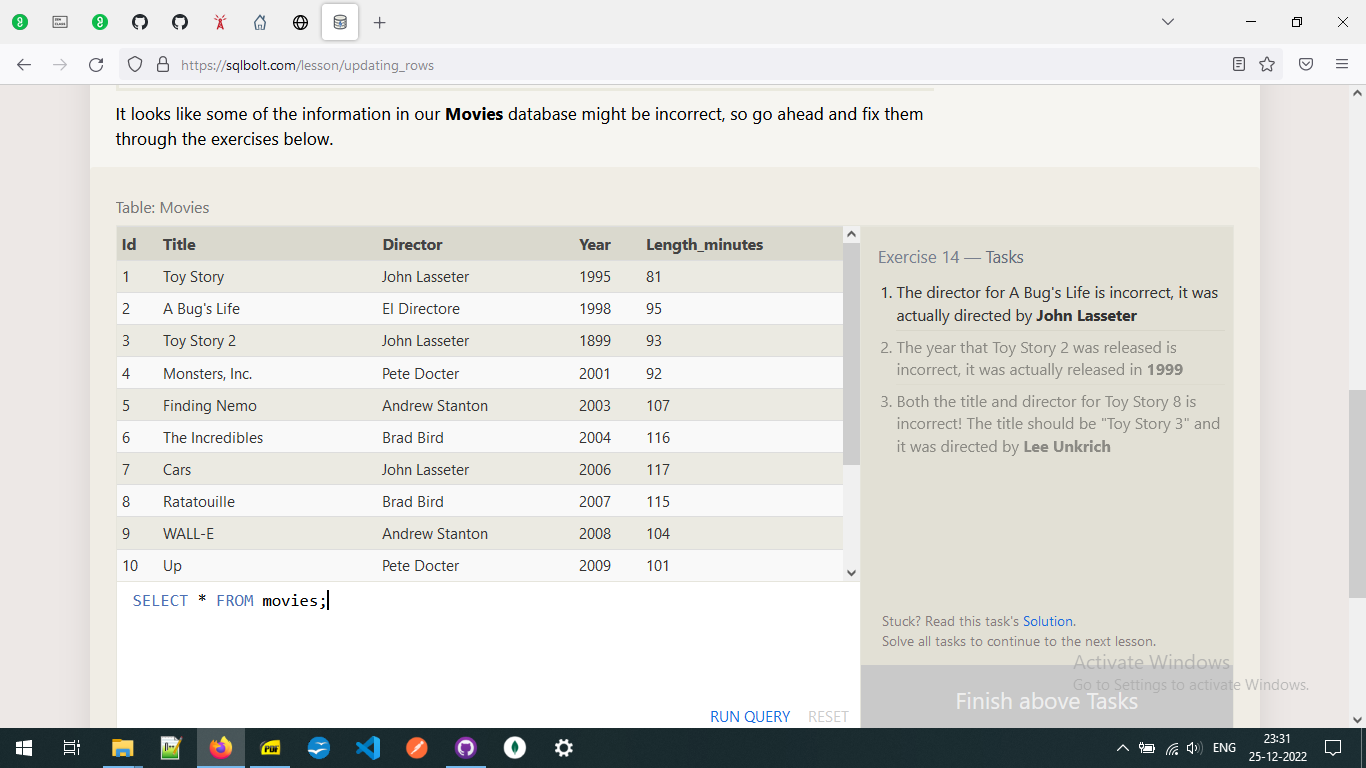 https://sqlbolt.com/lesson/updating_rows
It looks like some of the information in our Movies database might be incorrect, so go ahead and fix them
through the exercises below.
Table: Movies
Id Title Director Year Length_minutes
1 Toy Story John Lasseter 1995 81
2 A Bug's Life El Directore 1998 95
3 Toy Story 2 John Lasseter 1899 93
4 Monsters, Inc. Pete Docter 2001 92
5 Finding Nemo Andrew Stanton 2003 107
6 The Incredibles Brad Bird 2004 116
7 Cars John Lasseter 2006 117
8 Ratatouille Brad Bird 2007 115
9 WALL-E Andrew Stanton 2008 104
10 Up Pete Docter 2009 101
SELECT * FROM movies;
RUN QUERY RESET
Exercise 14 — Tasks
1. The director for A Bug's Life is incorrect, it was
actually directed by John Lasseter
2. The year that Toy Story 2 was released is
incorrect, it was actually released in 1999
3. Both the title and director for Toy Story 8 is
incorrect! The title should be "Toy Story 3" and
it was directed by Lee Unkrich
Stuck? Read this task's Solution.
Solve all tasks to continue to the next lesson.
Activate Windows
Go to Settings to activate Windows.
Finish above Tasks
PDF
ENG
23:31
25-12-2022